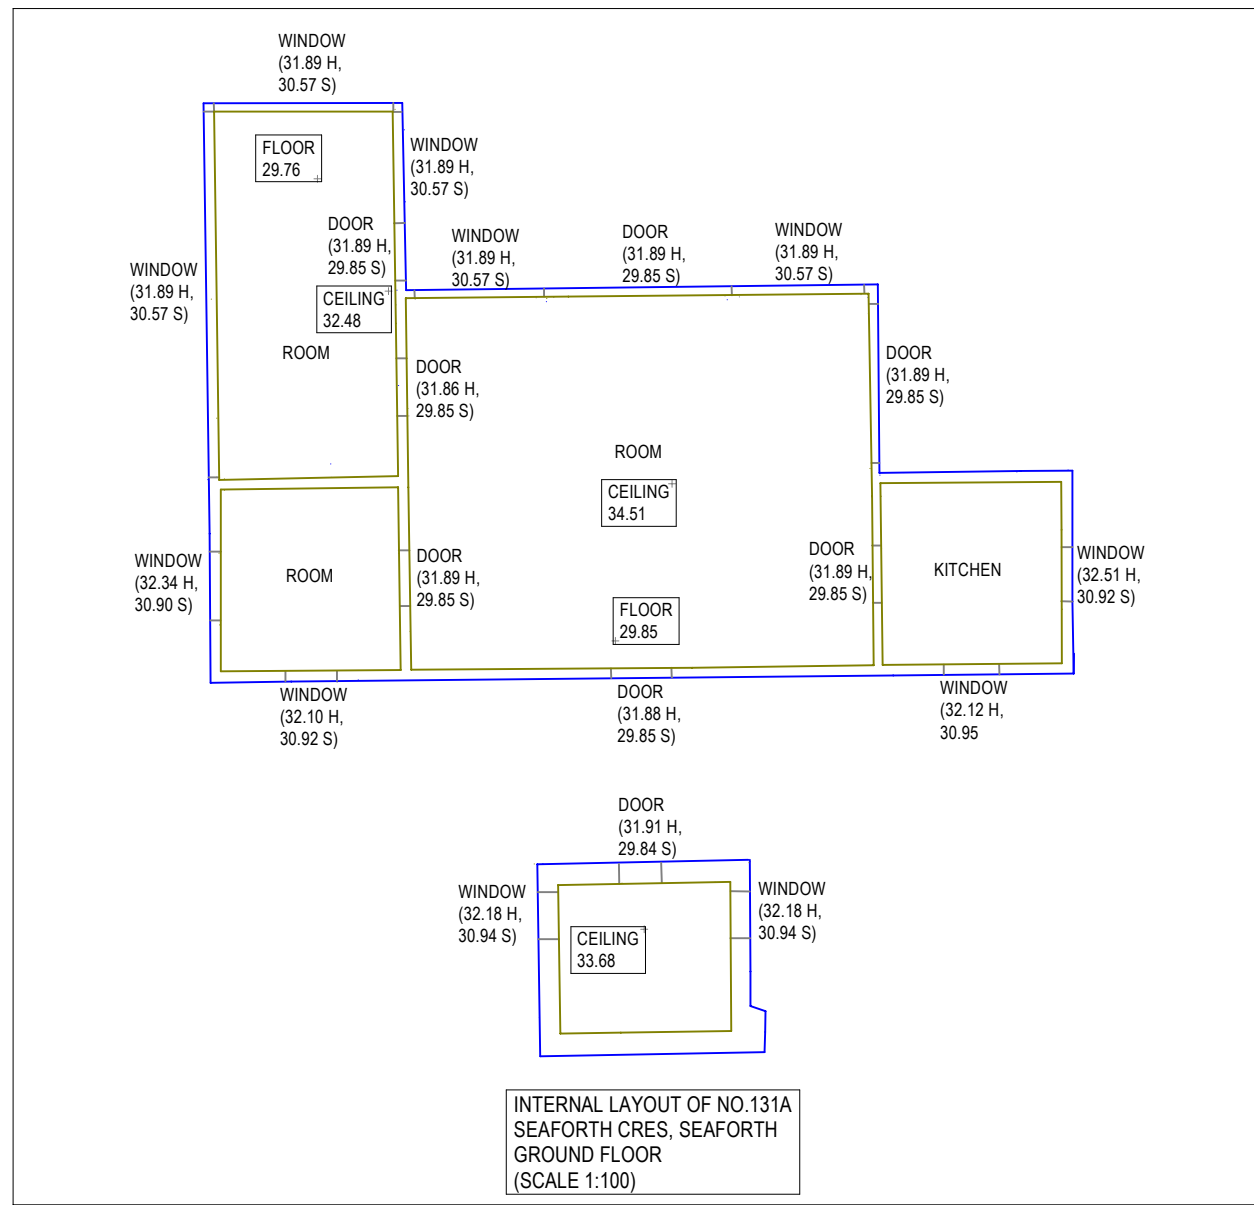 WINDOW
(31.89 H,
30.57 S)
FLOOR
29.76
WINDOW
(31.89 H,
30.57 S)
DOOR
(31.89 H,
29.85 S)
WINDOW
(31.89 H,
30.57 S)
DOOR
(31.89 H,
29.85 S)
WINDOW
(31.89 H,
30.57 S)
WINDOW
(31.89 H,
30.57 S)
CEILING
32.48
ROOM
DOOR
(31.86 H,
29.85 S)
DOOR
(31.89 H,
29.85 S)
ROOM
CEILING
34.51
WINDOW
(32.34 H,
30.90 S)
ROOM
DOOR
(31.89 H,
29.85 S)
DOOR
(31.89 H,
29.85 S)
KITCHEN
WINDOW
(32.51 H,
30.92 S)
FLOOR
29.85
WINDOW
(32.10 H,
30.92 S)
DOOR
(31.88 H,
29.85 S)
WINDOW
(32.12 H,
30.95
DOOR
(31.91 H,
29.84 S)
WINDOW
(32.18 H,
30.94 S)
WINDOW
(32.18 H,
30.94 S)
CEILING
33.68
INTERNAL LAYOUT OF NO.131A
SEAFORTH CRES, SEAFORTH
GROUND FLOOR
(SCALE 1:100)